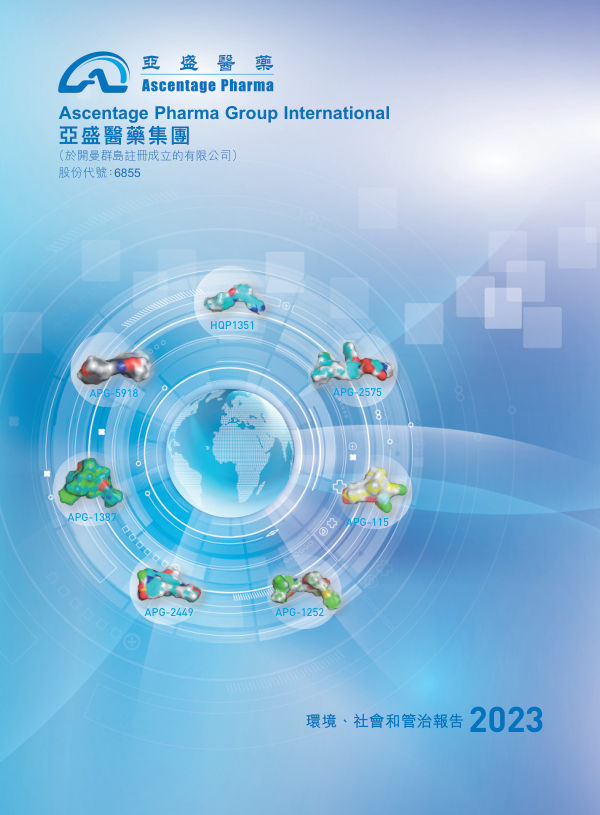 亞盛醫藥
Ascentage Pharma
Ascentage Pharma Group International
亞盛醫藥集團
（於開曼群島註冊成立的有限公司）
股份代號：6855
HQP1351
APG-5918
APG-2575
APG-1387
APG-115
APG-2449
APG-1252
環境、社會和管治報告 2023